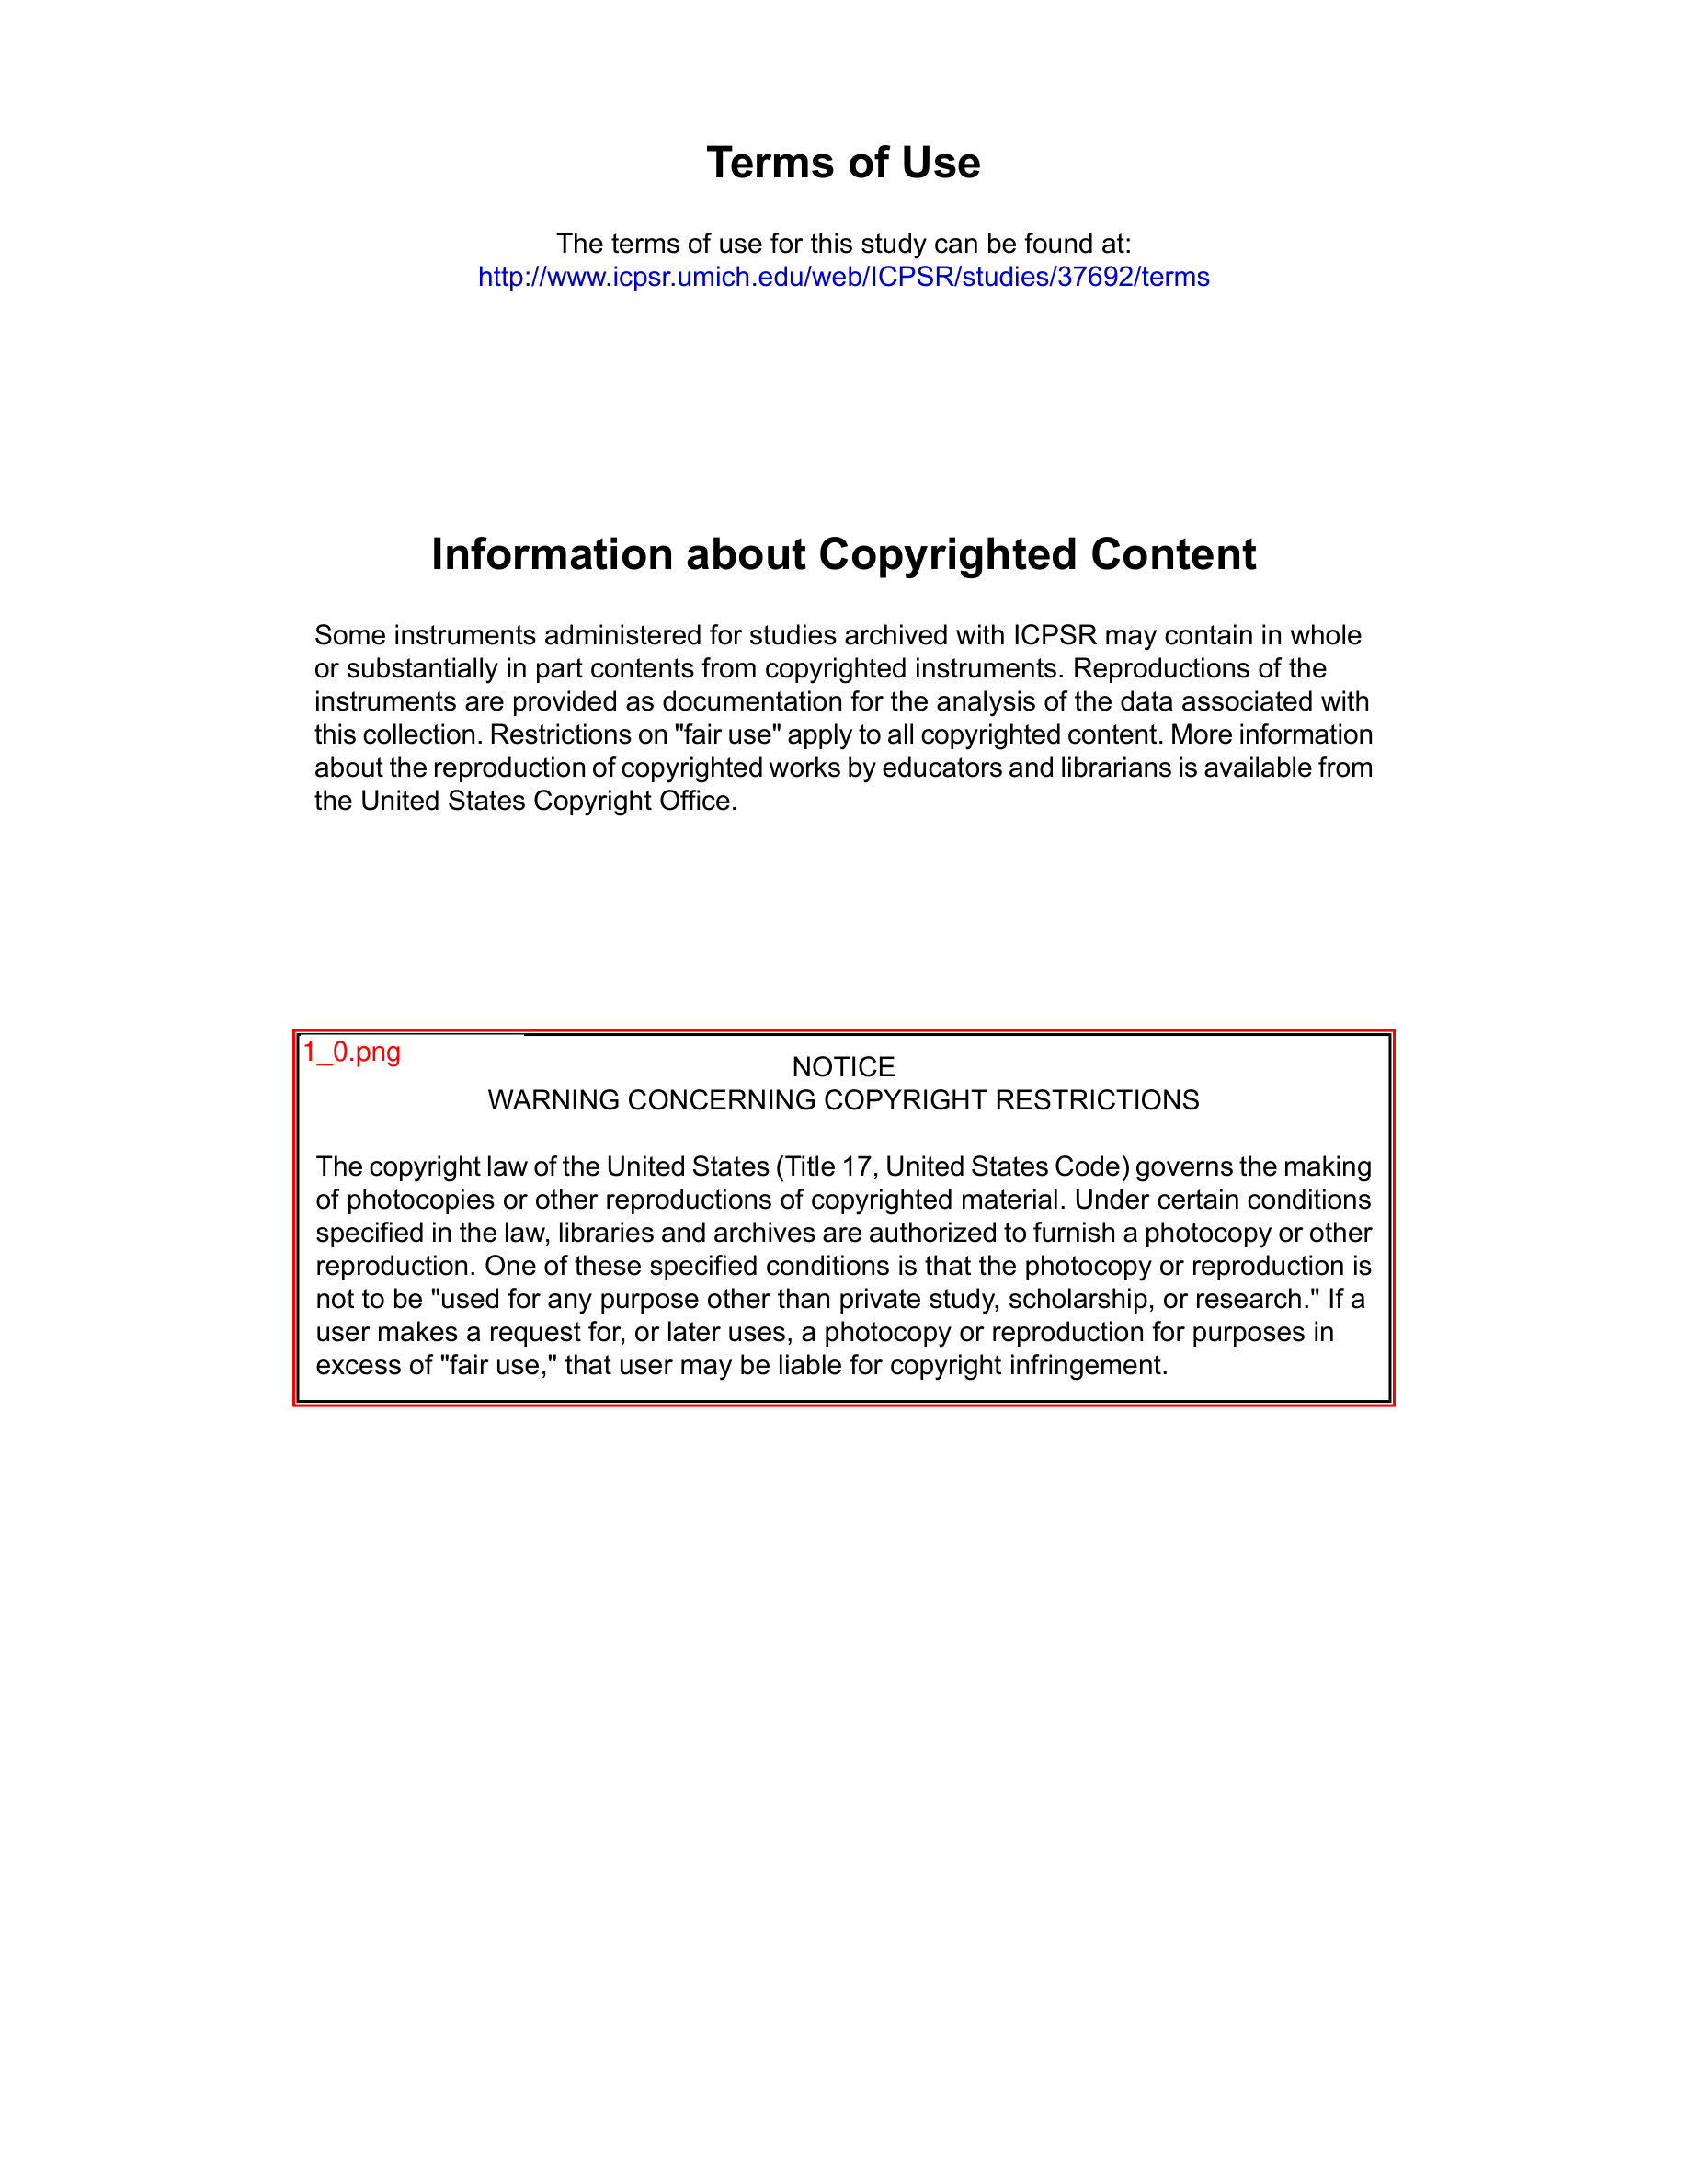 Terms of Use
The terms of use for this study can be found at:
http://www.icpsr.umich.edu/web/ICPSR/studies/37692/terms
Information about Copyrighted Content
Some instruments administered for studies archived with ICPSR may contain in whole
or substantially in part contents from copyrighted instruments. Reproductions of the
instruments are provided as documentation for the analysis of the data associated with
this collection. Restrictions on "fair use" apply to all copyrighted content. More information
about the reproduction of copyrighted works by educators and librarians is available from
the United States Copyright Office.
1_0.png
NOTICE
WARNING CONCERNING COPYRIGHT RESTRICTIONS
The copyright law of the United States (Title 17, United States Code) governs the making
of photocopies or other reproductions of copyrighted material. Under certain conditions
specified in the law, libraries and archives are authorized to furnish a photocopy or other
reproduction. One of these specified conditions is that the photocopy or reproduction is
not to be "used for any purpose other than private study, scholarship, or research." If a
user makes a request for, or later uses, a photocopy or reproduction for purposes in
excess of "fair use," that user may be liable for copyright infringement.